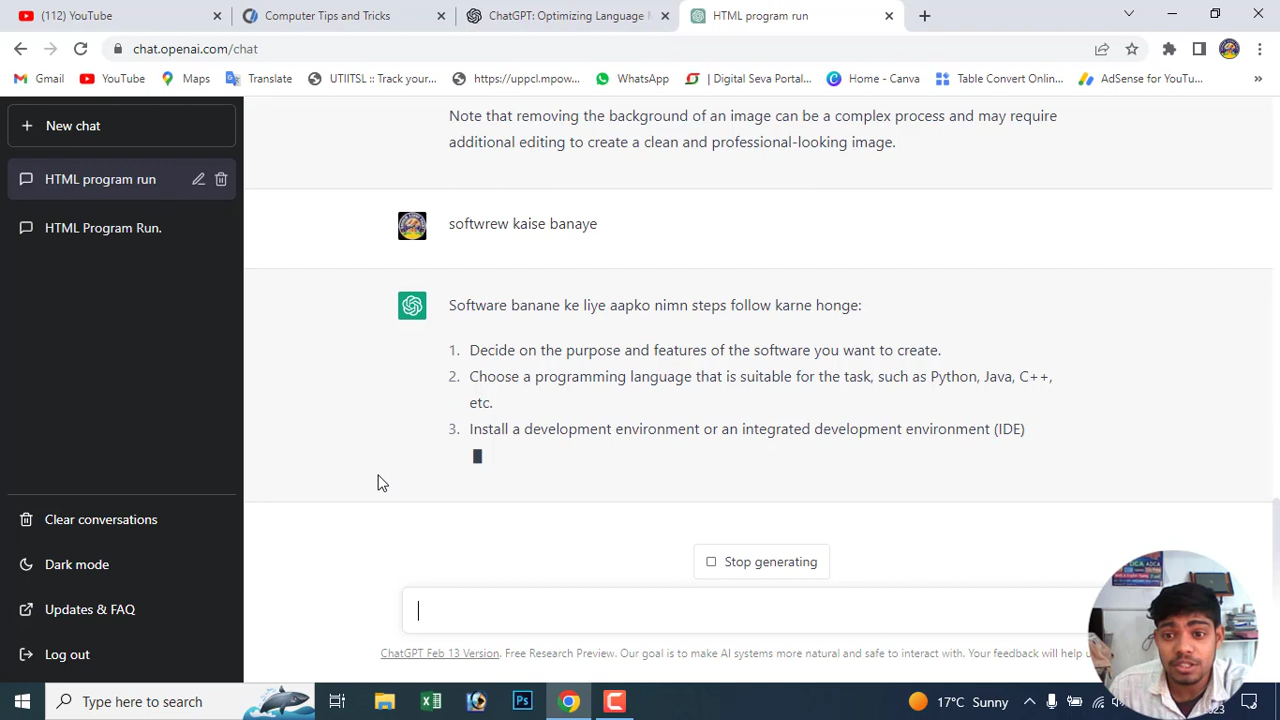 (112) YouTube
Computer Tips and Tricks
ChatGPT: Optimizing Language
HTML program run
chat.openai.com/chat
Gmail
YouTube
Maps
Translate
UTIITSL :: Track your...
https://uppcl.mpow...
WhatsApp
| Digital Seva Portal...
Home - Canva
Table Convert Onlin...
AdSense for YouTu...
New chat
HTML program run
HTML Program Run.
Clear conversations
Dark mode
Updates & FAQ
Log out
Note that removing the background of an image can be a complex process and may require
additional editing to create a clean and professional-looking image.
softwrew kaise banaye
Software banane ke liye aapko nimn steps follow karne honge:
1. Decide on the purpose and features of the software you want to create.
2. Choose a programming language that is suitable for the task, such as Python, Java, C++,
etc.
3. Install a development environment or an integrated development environment (IDE)
Stop generating
ChatGPT Feb 13 Version. Free Research Preview. Our goal is to make AI systems more natural and safe to interact with. Your feedback will help
Type here to search
17°C Sunny